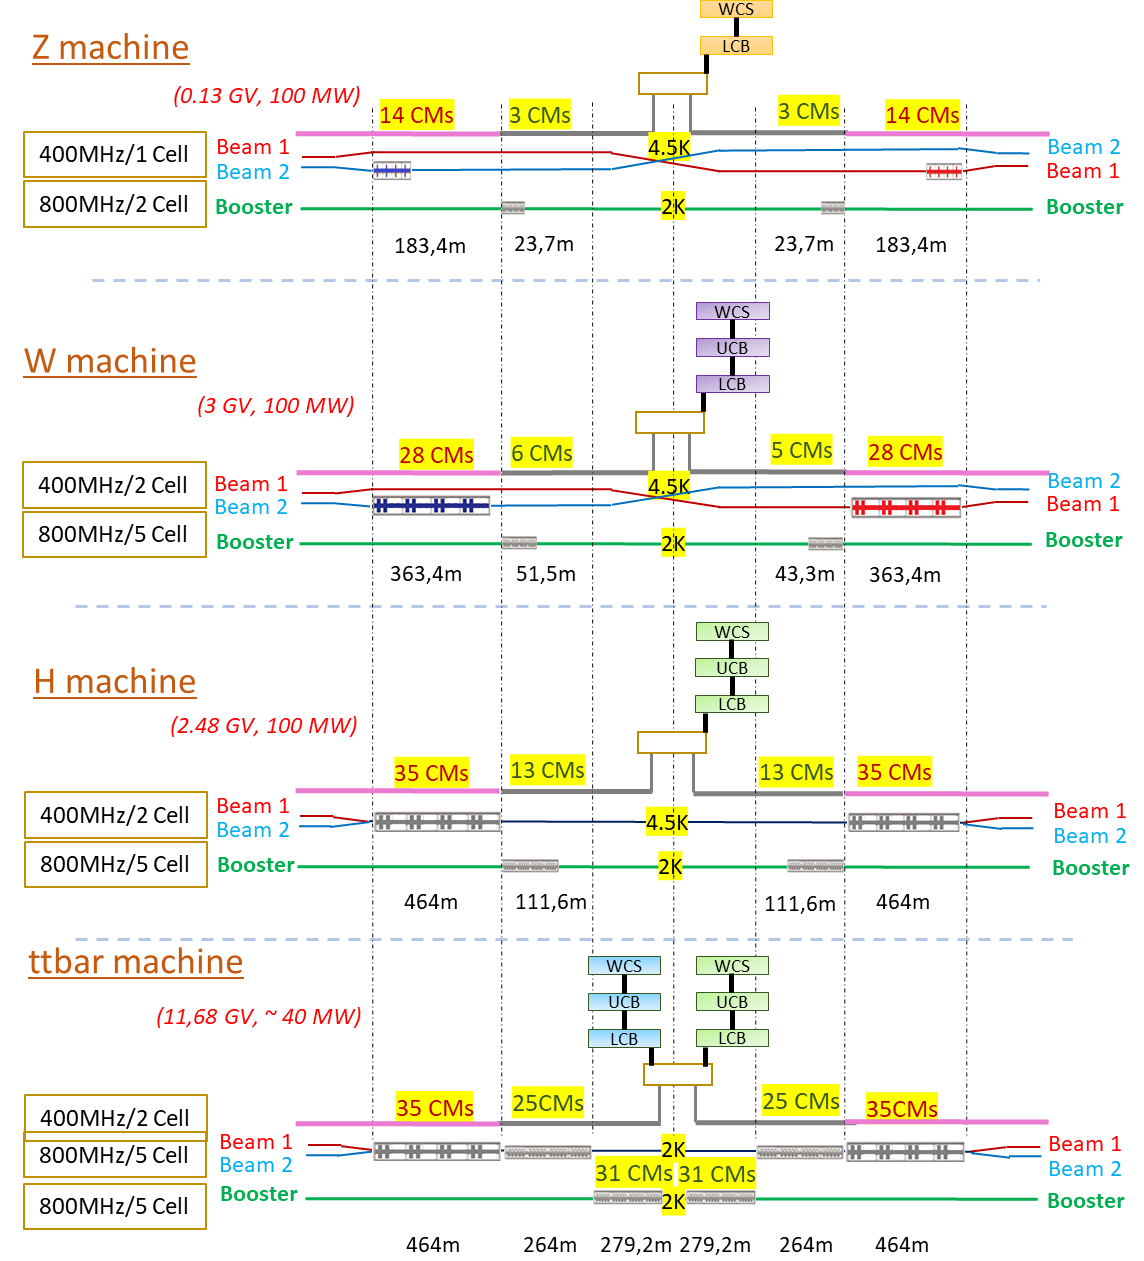 WCS
Z machine
LCB
(0.13 GV, 100 MW)
14 CMs 3 CMs 3 CMs 14 CMs
400MHz/1 Cell Beam 1 4.5K Beam 2
Beam 2 Beam 1
800MHz/2 Cell Booster 2K Booster
183,4m 23,7m 23,7m 183,4m
WCS
W machine
UCB
LCB
(3 GV, 100 MW)
28 CMs 6 CMs 5 CMs 28 CMs
400MHz/2 Cell Beam 1 4.5K Beam 2
Beam 2 Beam 1
800MHz/5 Cell Booster 2K Booster
363,4m 51,5m 43,3m 363,4m
WCS
UCB
H machine
LCB
(2.48 GV, 100 MW)
35 CMs 13 CMs 13 CMs 35 CMs
400MHz/2 Cell Beam 1 4.5K Beam 1
Beam 2 Beam 2
800MHz/5 Cell Booster 2K Booster
464m 111,6m 111,6m 464m
ttbar machine
WCS WCS
UCB UCB
(11,68 GV, ~ 40 MW)
LCB LCB
35 CMs 25CMs 25 CMs 35CMs
400MHz/2 Cell
800MHz/5 Cell Beam 1 2K Beam 1
Beam 2 Beam 2
31 CMs 31 CMs
800MHz/5 Cell Booster 2K Booster
464m 264m 279,2m 279,2m 264m 464m